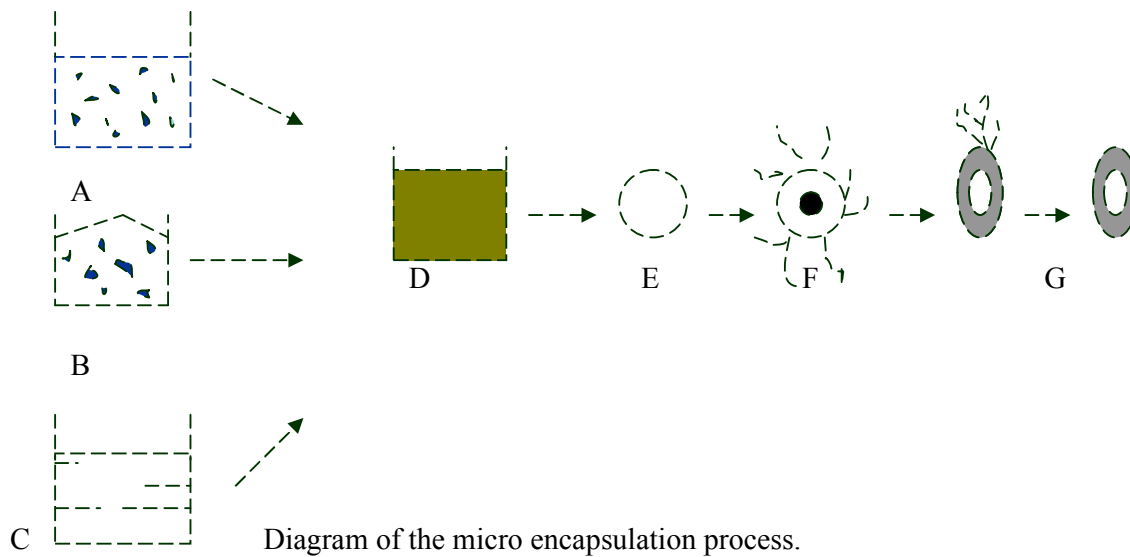 A
B
C
D
E
F
G
Diagram of the micro encapsulation process.